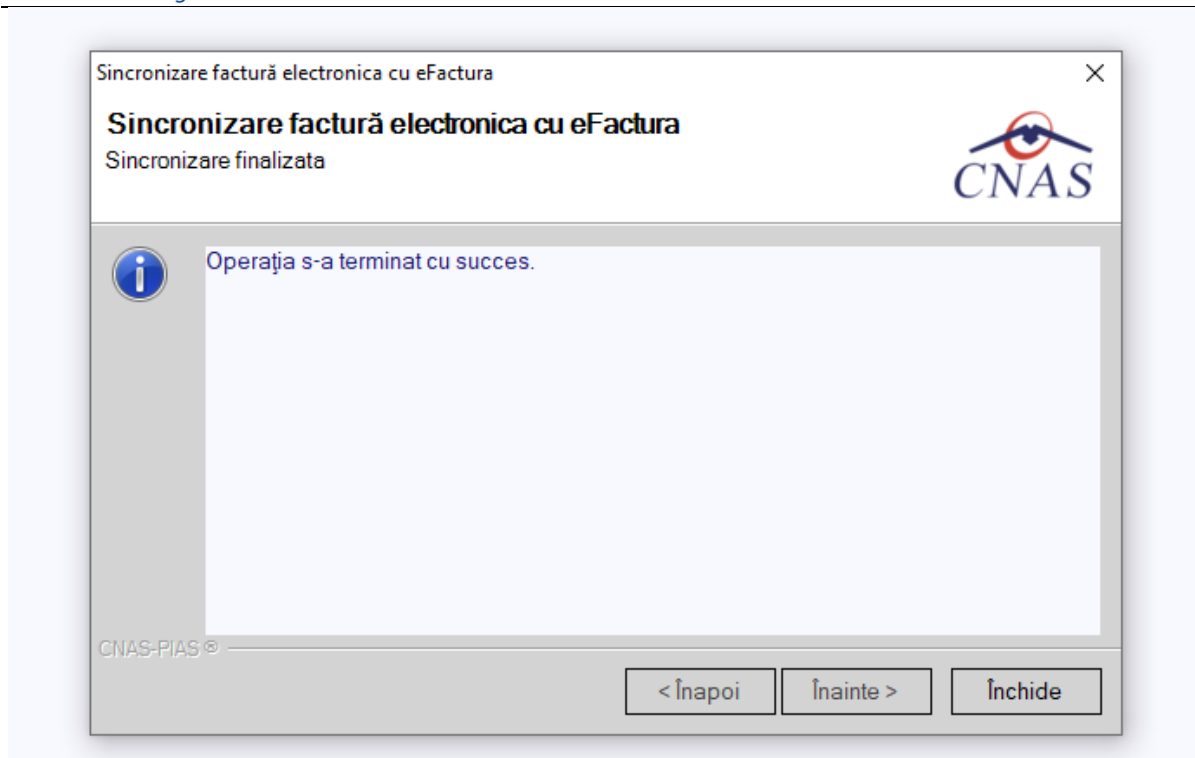 Sincronizare factură electronica cu eFactura
Sincronizare factură electronica cu eFactura
Sincronizare finalizata
CNAS
Operaţia s-a terminat cu succes.
CNAS-PIAS ®
< Înapoi
Înainte >
Închide